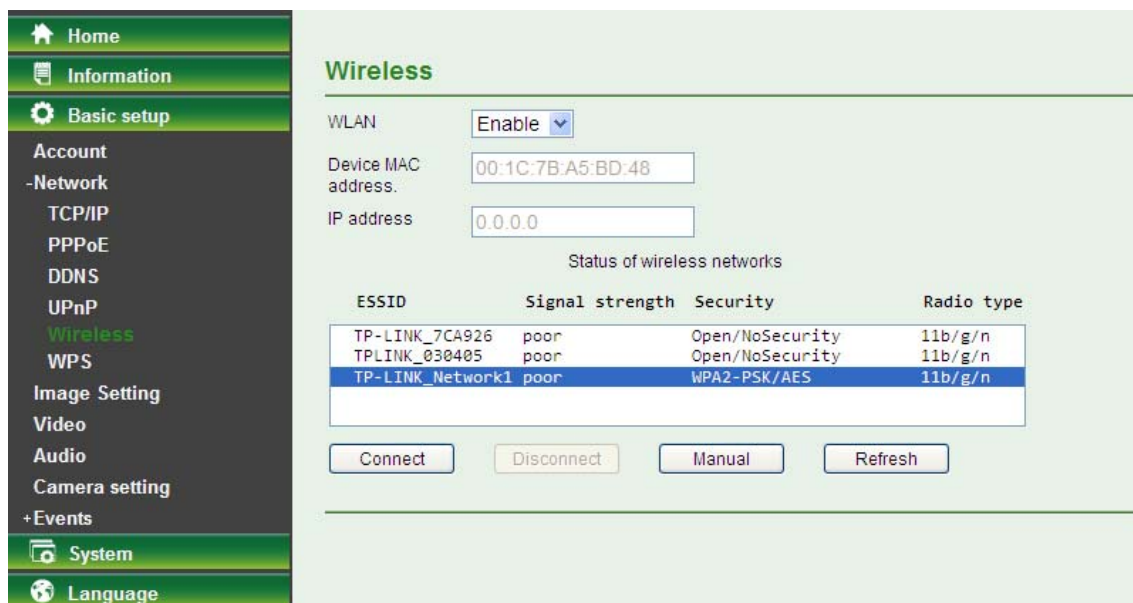 Home
Information
Basic setup
Account
-Network
TCP/IP
PPPoE
DDNS
UPnP
Wireless
WPS
Image Setting
Video
Audio
Camera setting
+Events
System
Language
Wireless
WLAN Enable
Device MAC address. 00:1C:7B:A5:BD:48
IP address 0.0.0.0
Status of wireless networks
ESSID Signal strength Security Radio type
TP-LINK_7CA926 poor Open/NoSecurity 11b/g/n
TPLINK_030405 poor Open/NoSecurity 11b/g/n
TP-LINK_Network1 poor WPA2-PSK/AES 11b/g/n
Connect Disconnect Manual Refresh